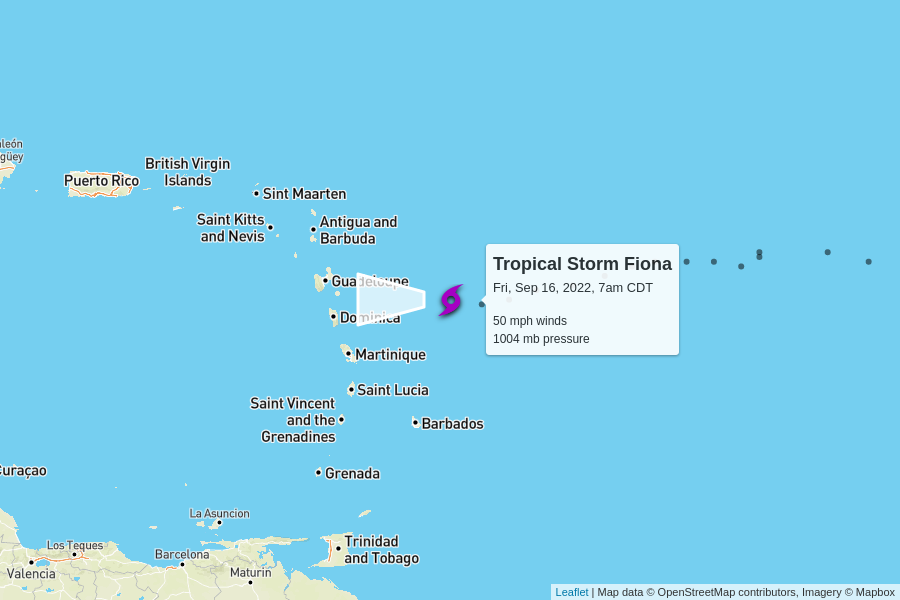 león
güey
British Virgin
Islands
Puerto Rico
Sint Maarten
Saint Kitts
and Nevis
Antigua and
Barbuda
Tropical Storm Fiona
Fri, Sep 16, 2022, 7am CDT
50 mph winds
1004 mb pressure
Guadeloupe
Dominica
Martinique
Saint Lucia
Saint Vincent
and the
Grenadines
Barbados
Grenada
Curaçao
La Asuncion
Trinidad
and Tobago
Los Teques
Barcelona
Valencia
Maturin
Leaflet | Map data © OpenStreetMap contributors, Imagery © Mapbox